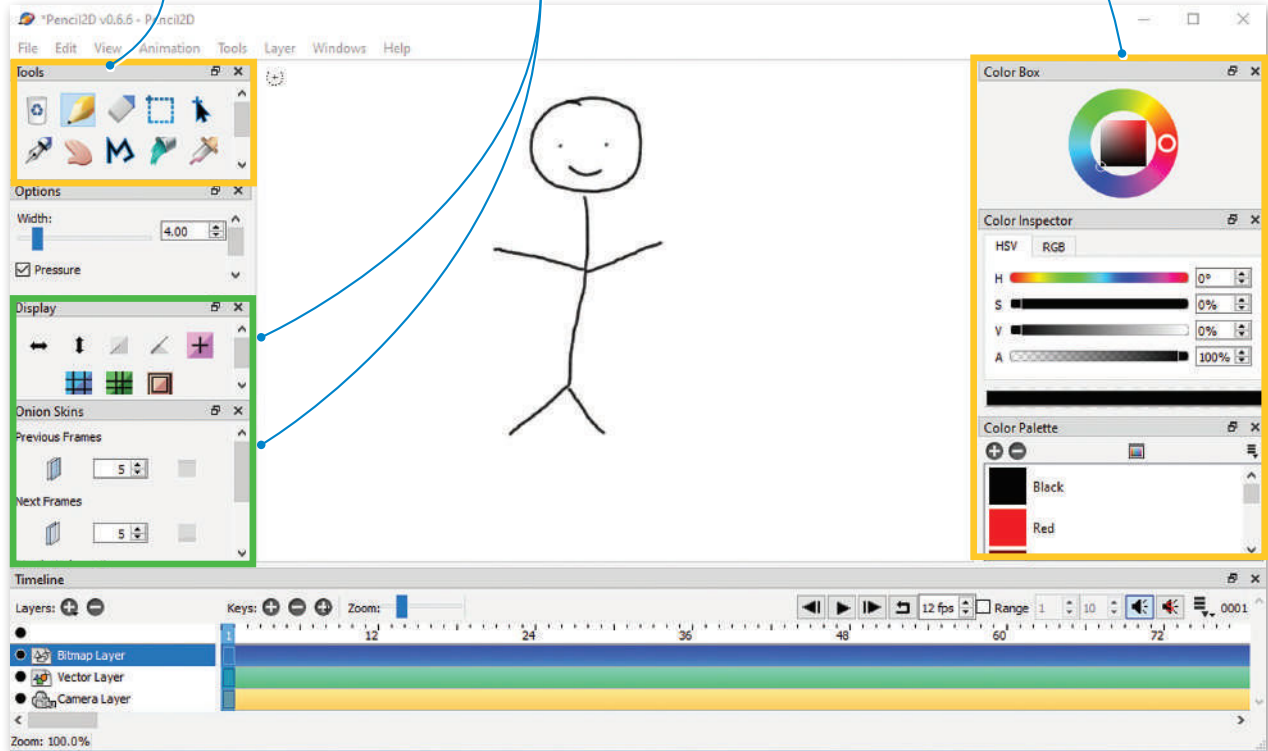 *Pencil2D v0.6.6 - Pencil2D
File Edit View Animation Tools Layer Windows Help
Tools
Options
Width:
4.00
Pressure
Display
Onion Skins
Previous Frames
5
Next Frames
5
Color Box
Color Inspector
HSV RGB
H 0°
S 0%
V 0%
A 100%
Color Palette
Black
Red
Timeline
Layers: Keys: Zoom: 12 fps Range 1 10 0001
1 12 24 36 48 60 72
Bitmap Layer
Vector Layer
Camera Layer
Zoom: 100.0%